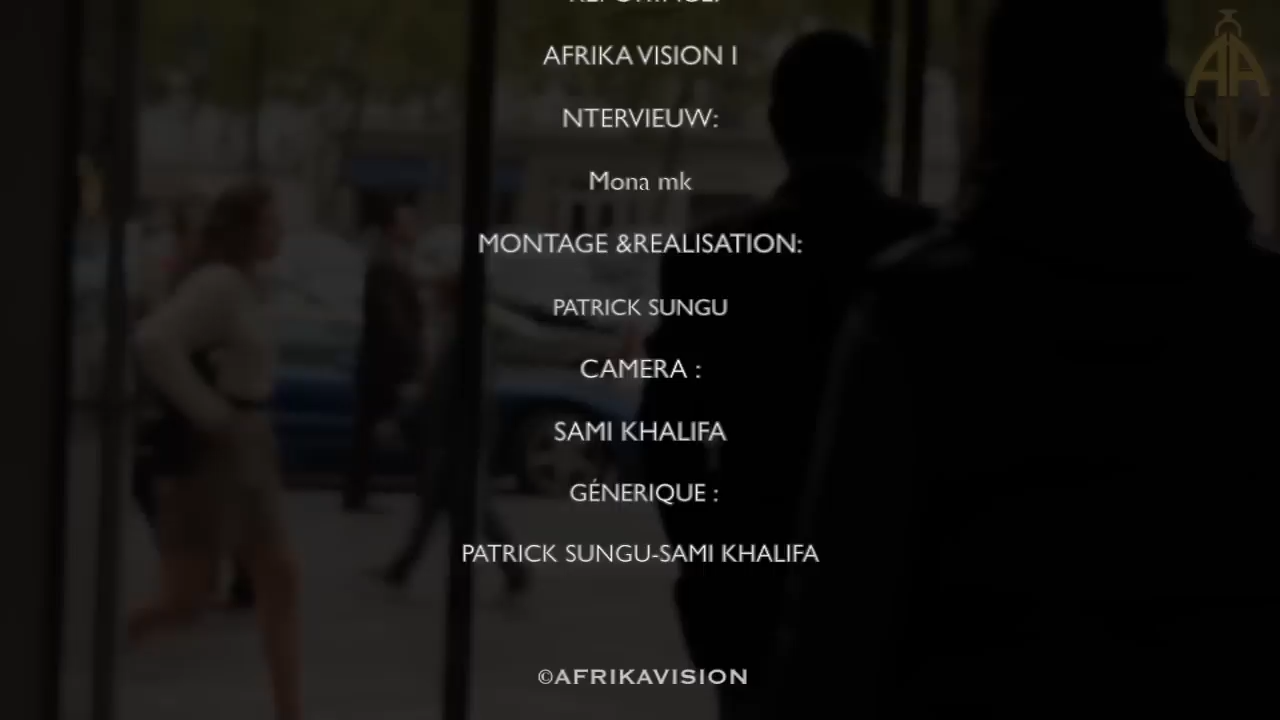 AFRIKA VISION I
NTERVIEUW:
Mona mk
MONTAGE &REALISATION:
PATRICK SUNGU
CAMERA :
SAMI KHALIFA
GÉNERIQUE :
PATRICK SUNGU-SAMI KHALIFA
©AFRIKAVISION